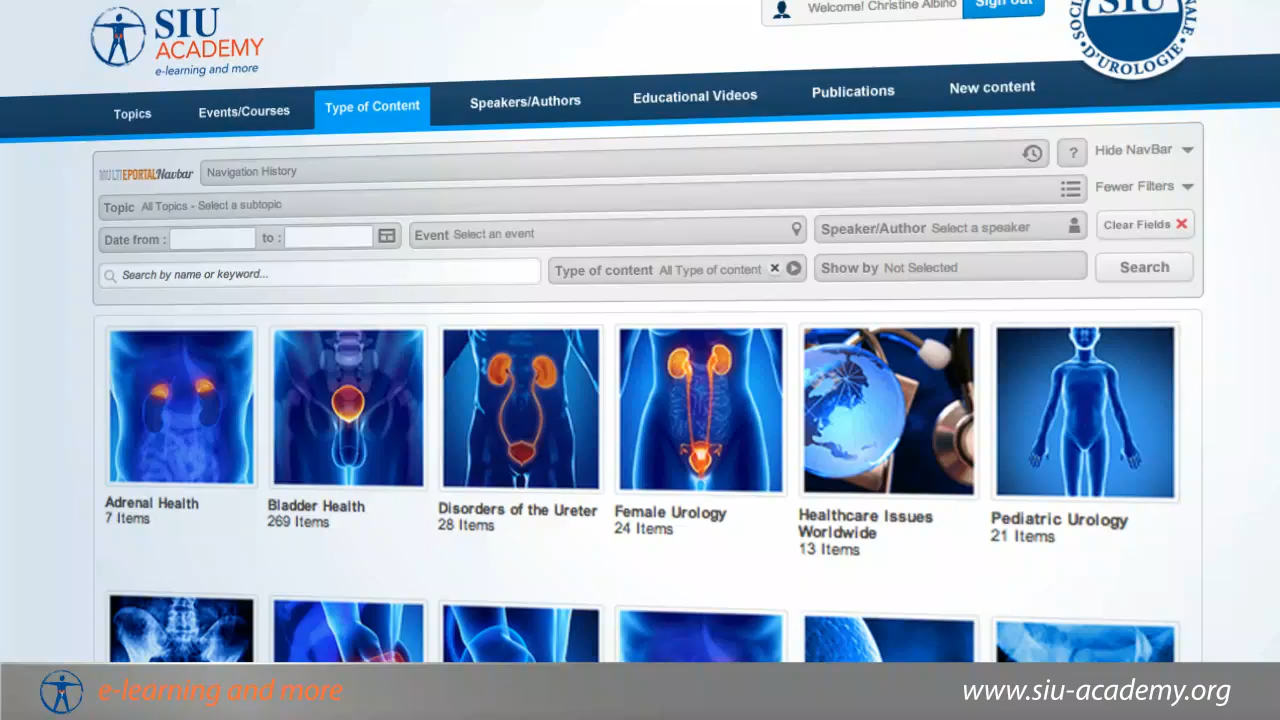 SIU
ACADEMY
e-learning and more
Welcome! Christine Albino
Sign out
SIU
SOC
NALE
D'UROLOGIE
Topics
Events/Courses
Type of Content
Speakers/Authors
Educational Videos
Publications
New content
MULTIEPORTALNavbar
Navigation History
?
Hide NavBar
Topic All Topics - Select a subtopic
Fewer Filters
Date from :
to :
Event Select an event
Speaker/Author Select a speaker
Clear Fields
Search by name or keyword...
Type of content All Type of content
Show by Not Selected
Search
Adrenal Health
7 Items
Bladder Health
269 Items
Disorders of the Ureter
28 Items
Female Urology
24 Items
Healthcare Issues
Worldwide
13 Items
Pediatric Urology
21 Items
e-learning and more
www.siu-academy.org